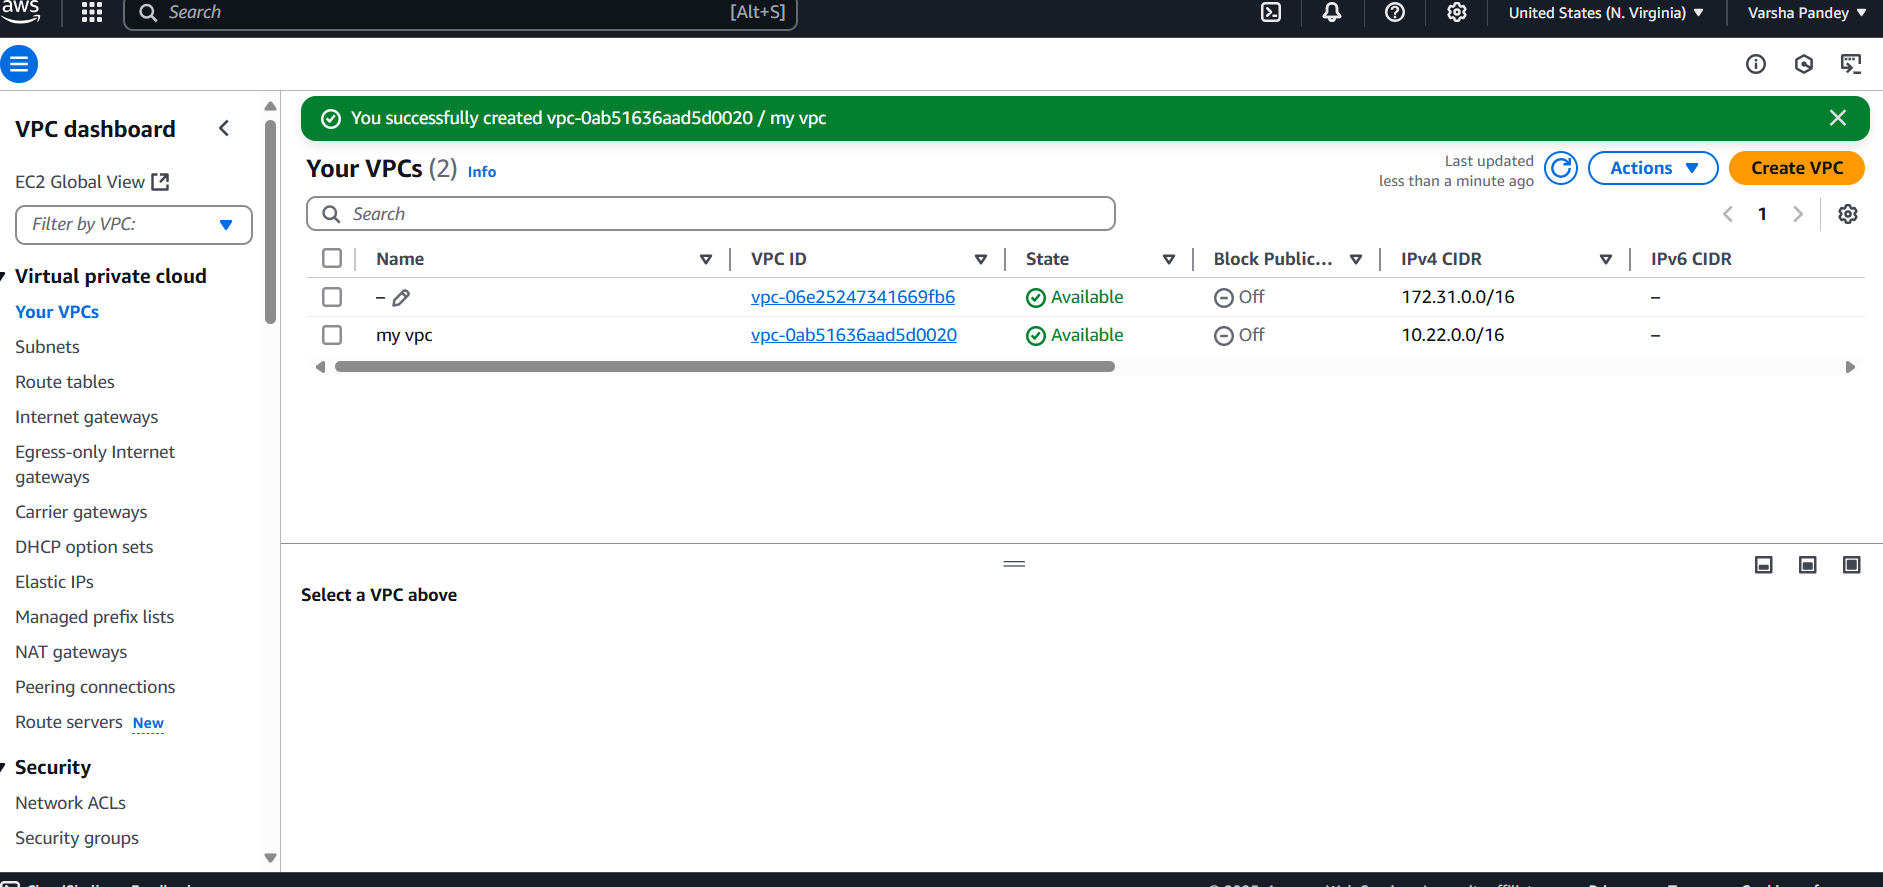 aws
Search [Alt+S]
United States (N. Virginia) Varsha Pandey
VPC dashboard
EC2 Global View
Filter by VPC:
Virtual private cloud
Your VPCs
Subnets
Route tables
Internet gateways
Egress-only Internet
gateways
Carrier gateways
DHCP option sets
Elastic IPs
Managed prefix lists
NAT gateways
Peering connections
Route servers New
Security
Network ACLs
Security groups
You successfully created vpc-0ab51636aad5d0020 / my vpc
Your VPCs (2) Info
Last updated
less than a minute ago
Actions
Create VPC
Search
1
Name VPC ID State Block Public... IPv4 CIDR IPv6 CIDR
– vpc-06e25247341669fb6 Available Off 172.31.0.0/16 –
my vpc vpc-0ab51636aad5d0020 Available Off 10.22.0.0/16 –
Select a VPC above